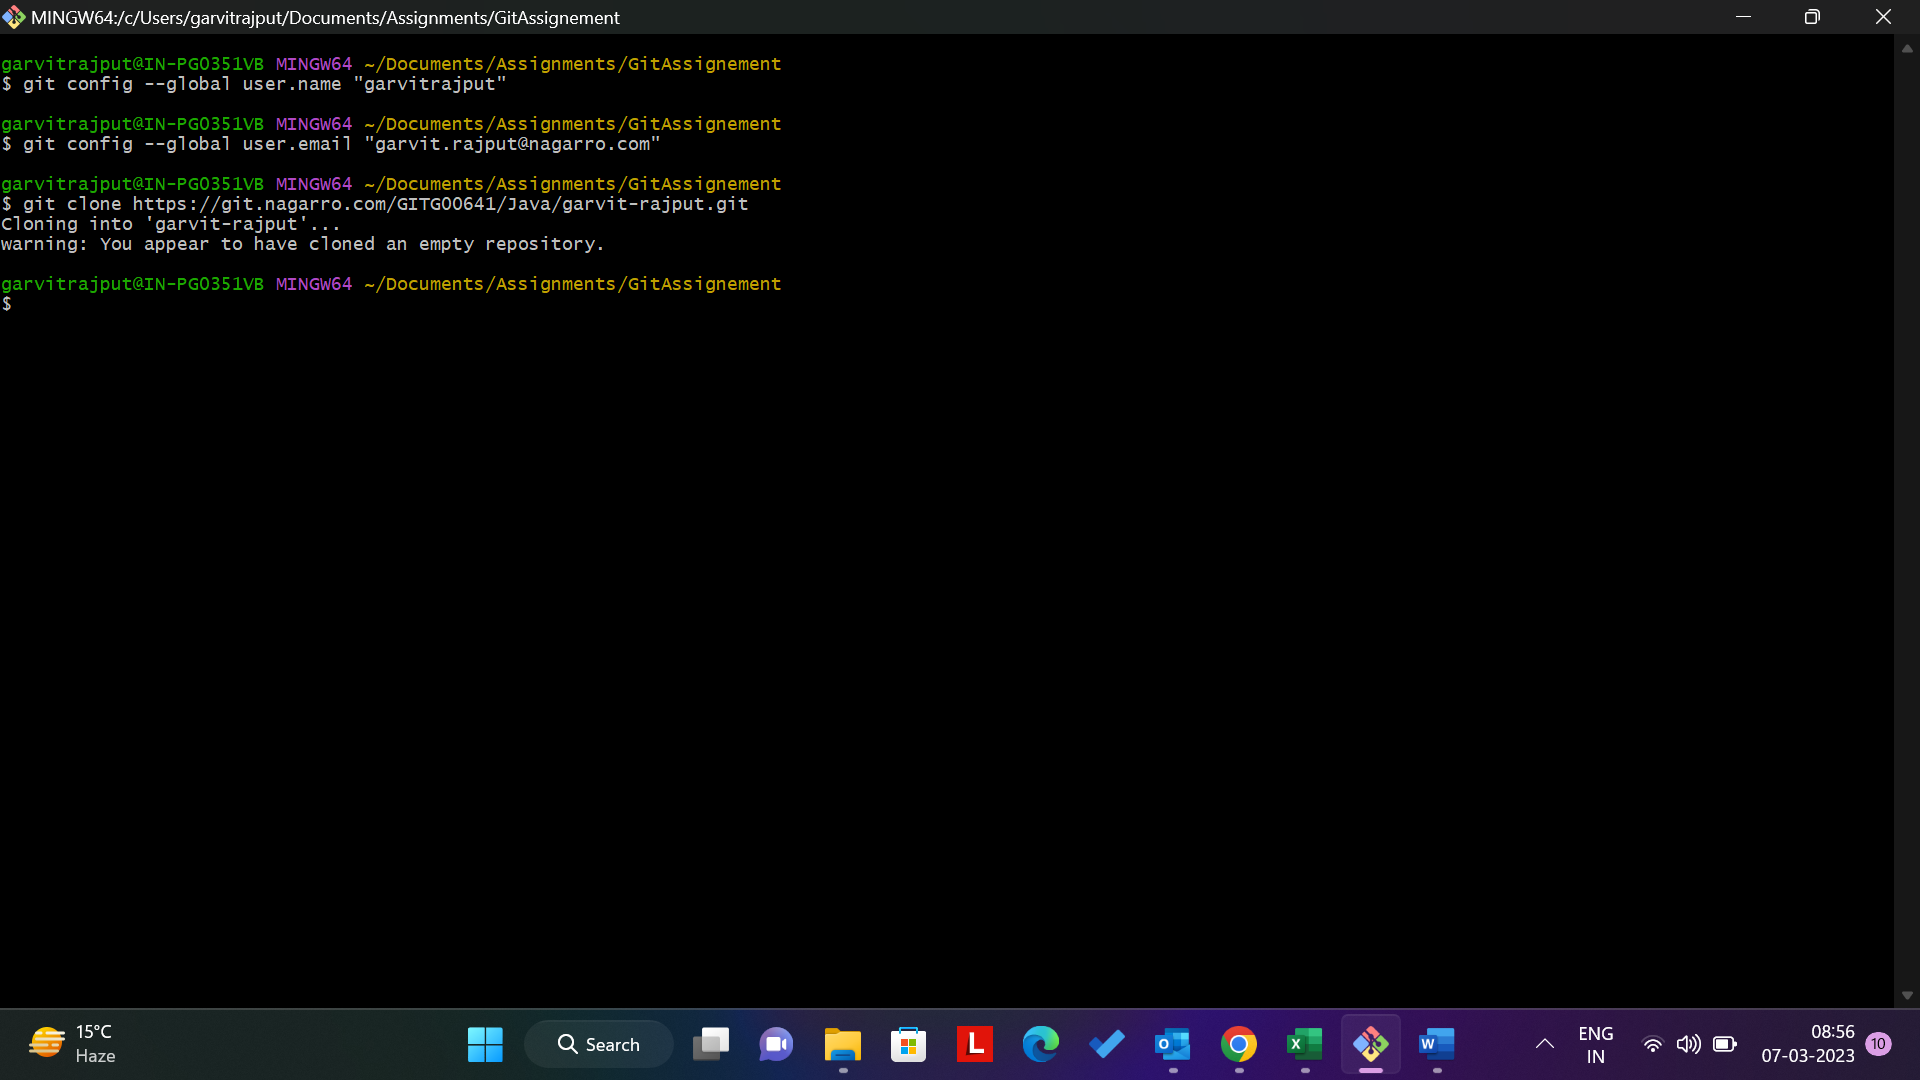 MINGW64:/c/Users/garvitrajput/Documents/Assignments/GitAssignement
garvitrajput@IN-PG0351VB MINGW64 ~/Documents/Assignments/GitAssignement
$ git config --global user.name "garvitrajput"
garvitrajput@IN-PG0351VB MINGW64 ~/Documents/Assignments/GitAssignement
$ git config --global user.email "garvit.rajput@nagarro.com"
garvitrajput@IN-PG0351VB MINGW64 ~/Documents/Assignments/GitAssignement
$ git clone https://git.nagarro.com/GITG00641/Java/garvit-rajput.git
Cloning into 'garvit-rajput'...
warning: You appear to have cloned an empty repository.
garvitrajput@IN-PG0351VB MINGW64 ~/Documents/Assignments/GitAssignement
$
15°C
Haze
Search
L
O
X
W
ENG
IN
08:56
07-03-2023
10